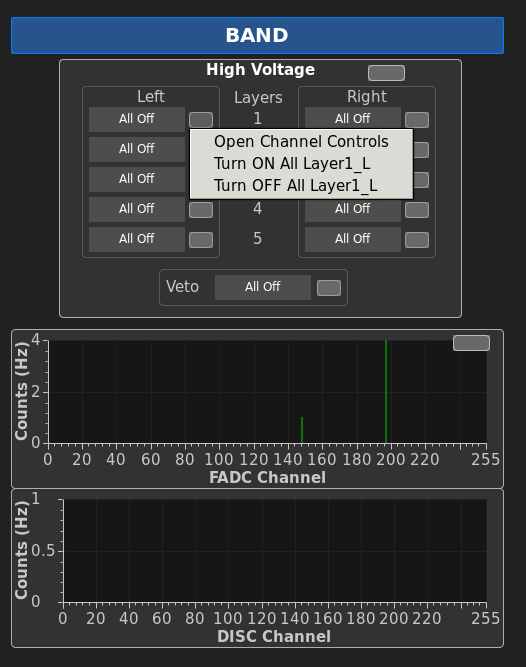 BAND
High Voltage
Left Layers Right
All Off 1 All Off
Open Channel Controls
Turn ON All Layer1_L
Turn OFF All Layer1_L
All Off
All Off
All Off 4 All Off
All Off 5 All Off
Veto All Off
Counts (Hz)
4
2
0
0 20 40 60 80 100 120 140 160 180 200 220 255
FADC Channel
Counts (Hz)
1
0.5
0
0 20 40 60 80 100 120 140 160 180 200 220 255
DISC Channel